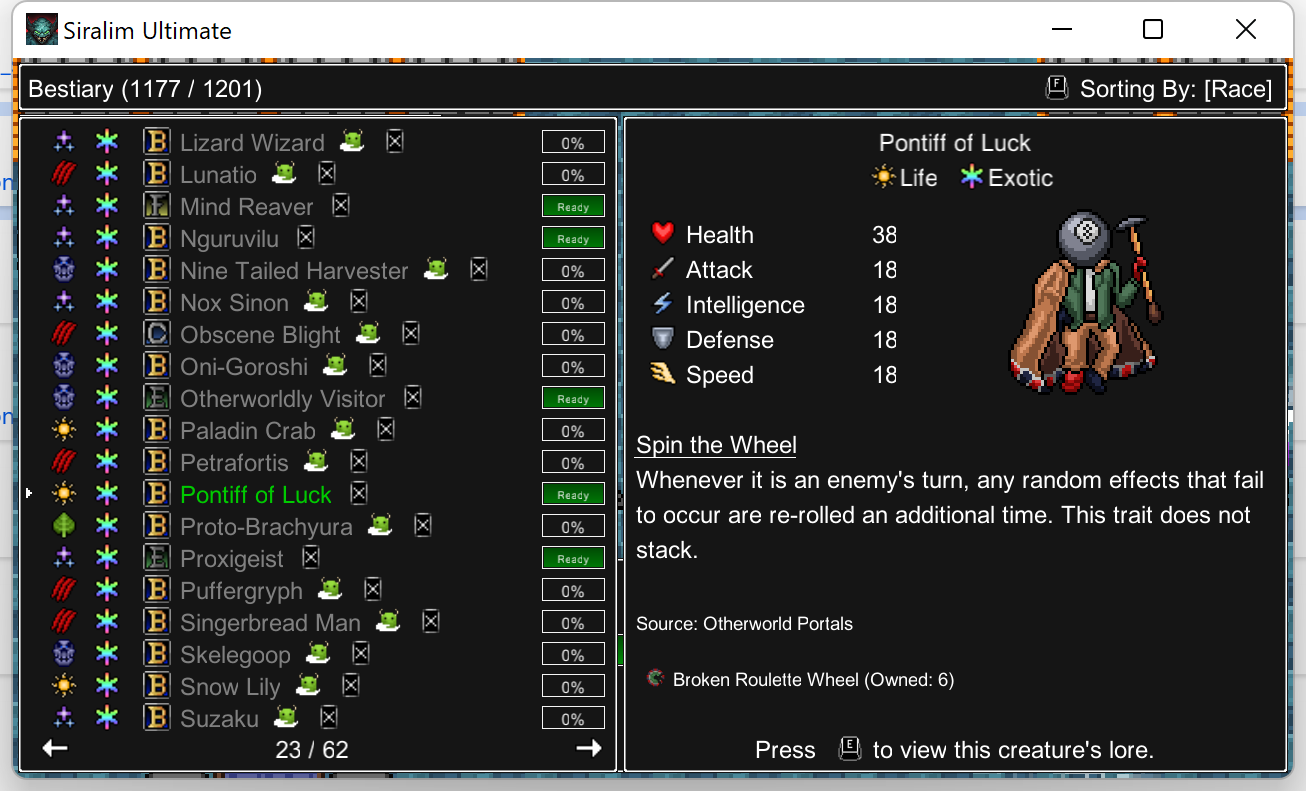 Siralim Ultimate
Bestiary (1177 / 1201)
F Sorting By: [Race]
B Lizard Wizard 0%
B Lunatio 0%
F Mind Reaver Ready
B Nguruvilu Ready
B Nine Tailed Harvester 0%
B Nox Sinon 0%
C Obscene Blight 0%
B Oni-Goroshi 0%
E Otherworldly Visitor Ready
B Paladin Crab 0%
B Petrafortis 0%
B Pontiff of Luck Ready
B Proto-Brachyura 0%
E Proxigeist Ready
B Puffergryph 0%
B Singerbread Man 0%
B Skelegoop 0%
B Snow Lily 0%
B Suzaku 0%
23 / 62
Pontiff of Luck
Life Exotic
Health 38
Attack 18
Intelligence 18
Defense 18
Speed 18
Spin the Wheel
Whenever it is an enemy's turn, any random effects that fail
to occur are re-rolled an additional time. This trait does not
stack.
Source: Otherworld Portals
Broken Roulette Wheel (Owned: 6)
Press E to view this creature's lore.